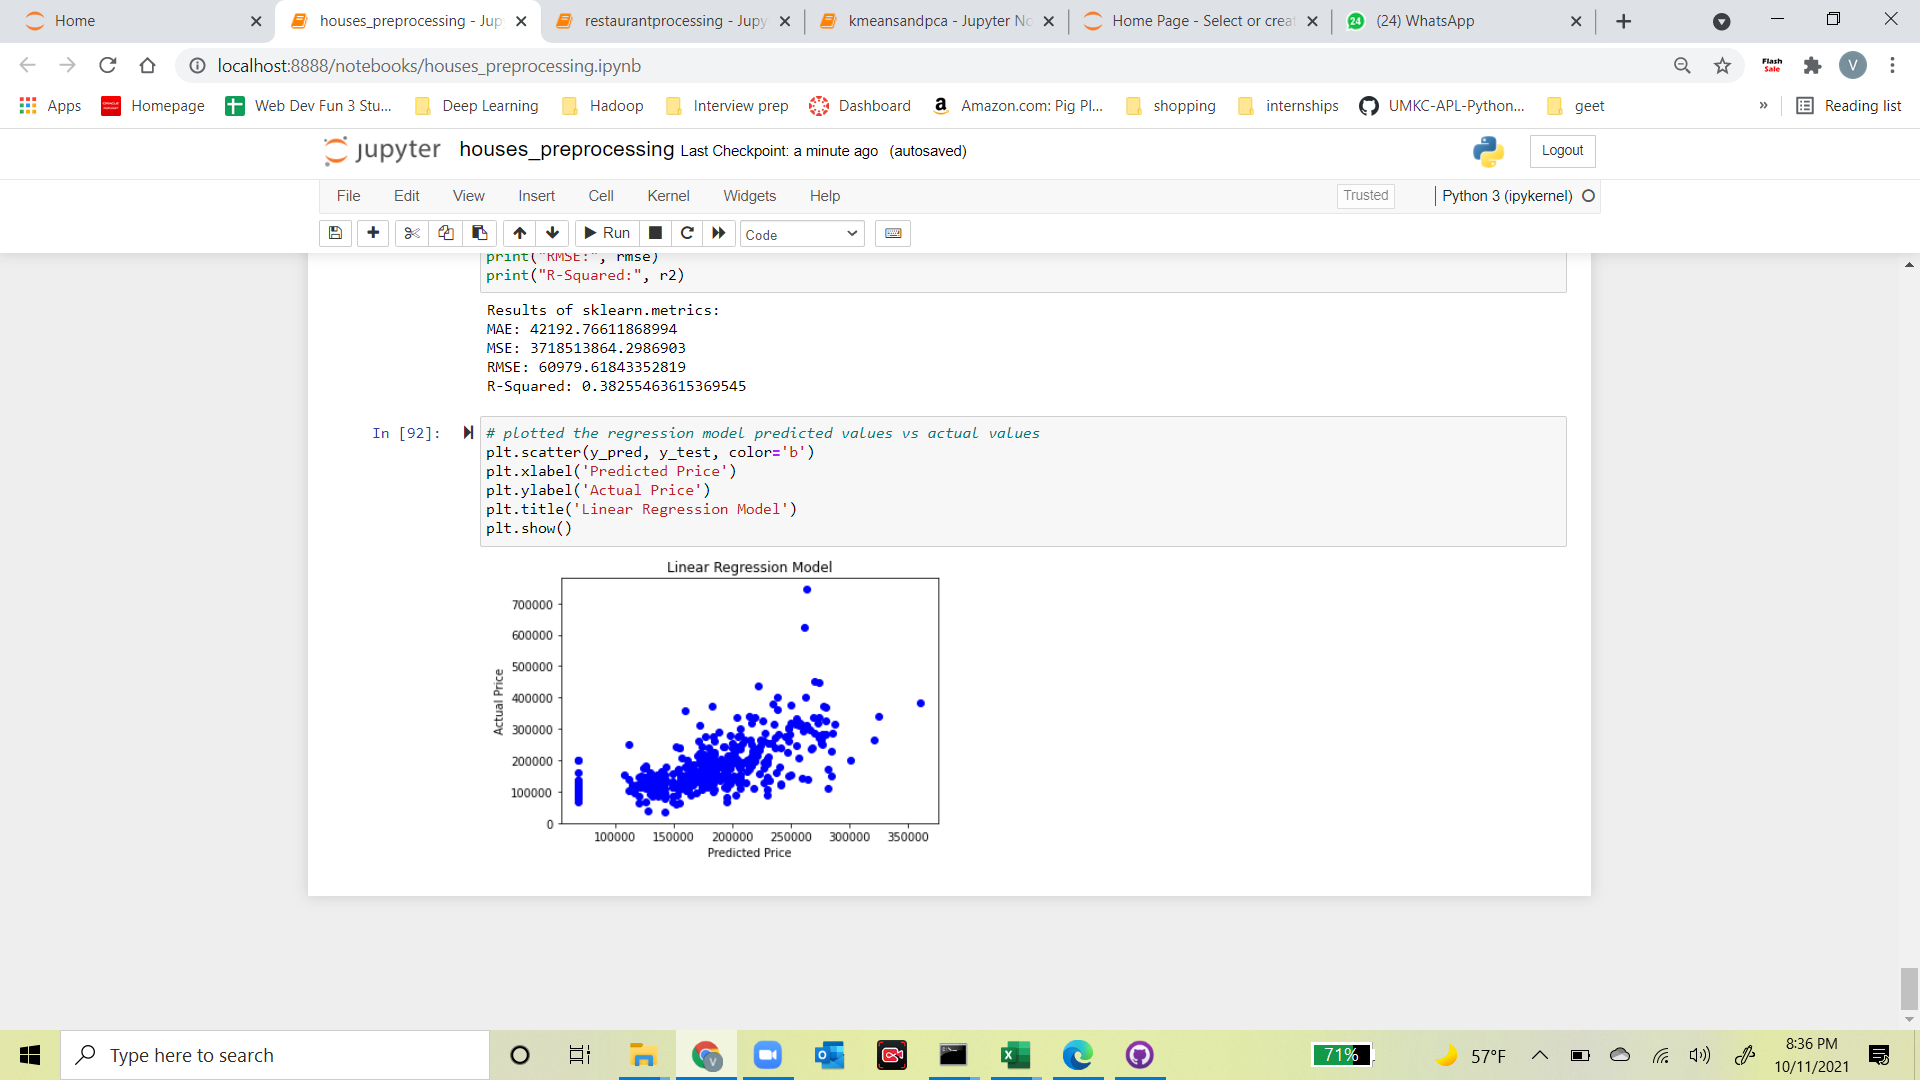 Home
houses_preprocessing - Jup
restaurantprocessing - Jupy
kmeansandpca - Jupyter No
Home Page - Select or creat
24 (24) WhatsApp
localhost:8888/notebooks/houses_preprocessing.ipynb
Flash Sale
V
Apps
Homepage
Web Dev Fun 3 Stu...
Deep Learning
Hadoop
Interview prep
Dashboard
Amazon.com: Pig Pl...
shopping
internships
UMKC-APL-Python...
geet
»
Reading list
jupyter houses_preprocessing Last Checkpoint: a minute ago (autosaved)
Logout
File Edit View Insert Cell Kernel Widgets Help
Trusted
Python 3 (ipykernel)
Run
Code
print("RMSE:", rmse)
print("R-Squared:", r2)
Results of sklearn.metrics:
MAE: 42192.76611868994
MSE: 3718513864.2986903
RMSE: 60979.61843352819
R-Squared: 0.38255463615369545
In [92]:
# plotted the regression model predicted values vs actual values
plt.scatter(y_pred, y_test, color='b')
plt.xlabel('Predicted Price')
plt.ylabel('Actual Price')
plt.title('Linear Regression Model')
plt.show()
Linear Regression Model
700000
600000
500000
400000
300000
200000
100000
0
Actual Price
100000 150000 200000 250000 300000 350000
Predicted Price
Type here to search
71%
57°F
8:36 PM
10/11/2021